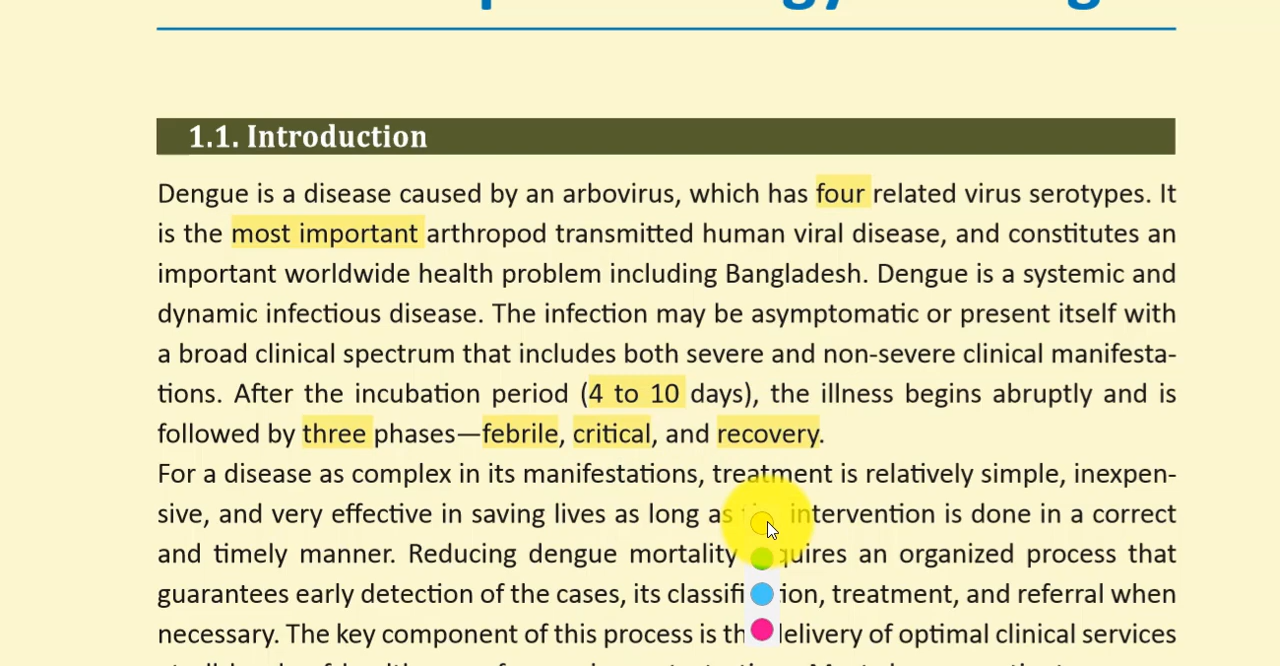 1.1. Introduction
Dengue is a disease caused by an arbovirus, which has four related virus serotypes. It
is the most important arthropod transmitted human viral disease, and constitutes an
important worldwide health problem including Bangladesh. Dengue is a systemic and
dynamic infectious disease. The infection may be asymptomatic or present itself with
a broad clinical spectrum that includes both severe and non-severe clinical manifesta-
tions. After the incubation period (4 to 10 days), the illness begins abruptly and is
followed by three phases—febrile, critical, and recovery.
For a disease as complex in its manifestations, treatment is relatively simple, inexpen-
sive, and very effective in saving lives as long as intervention is done in a correct
and timely manner. Reducing dengue mortality an organized process that
guarantees early detection of the cases, its treatment, and referral when
necessary. The key component of this process is of optimal clinical services